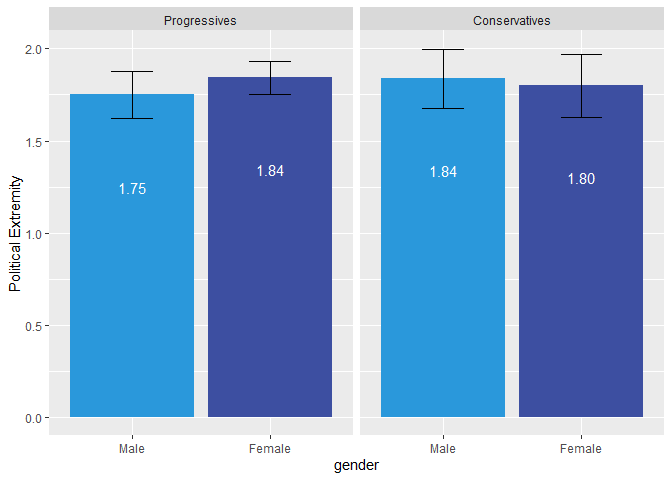 Progressives
Conservatives
Political Extremity
2.0
1.5
1.0
0.5
0.0
1.75
1.84
1.84
1.80
Male
Female
Male
Female
gender